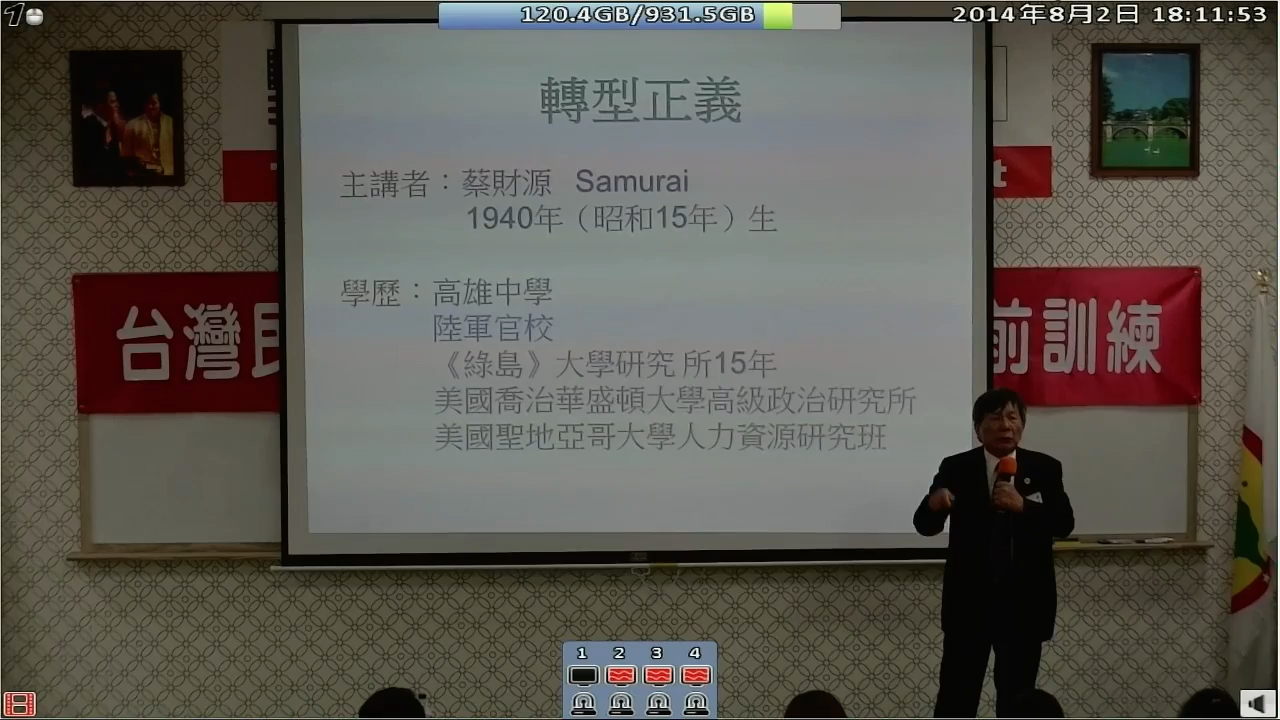 120.4GB/931.5GB
2014年8月2日 18:11:53
轉型正義
主講者：蔡財源 Samurai
1940年（昭和15年）生
學歷：高雄中學
陸軍官校
《綠島》大學研究 所15年
美國喬治華盛頓大學高級政治研究所
美國聖地亞哥大學人力資源研究班
t
台灣民
前訓練
1 2 3 4